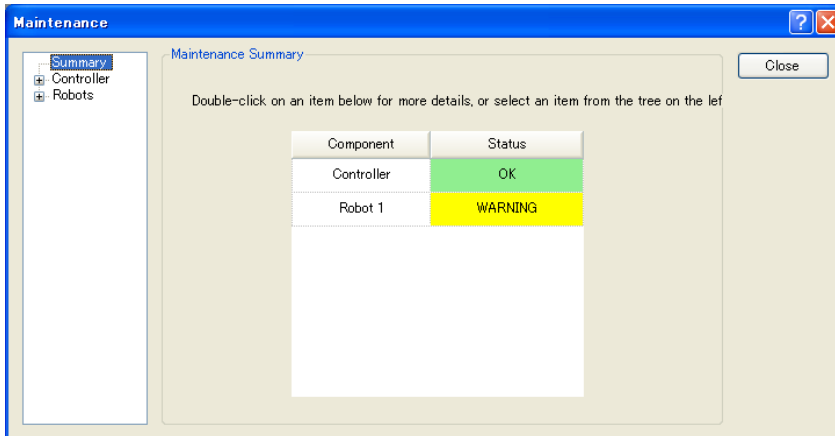 Maintenance
Summary
Controller
Robots
Maintenance Summary
Close
Double-click on an item below for more details, or select an item from the tree on the lef
Component Status
Controller OK
Robot 1 WARNING